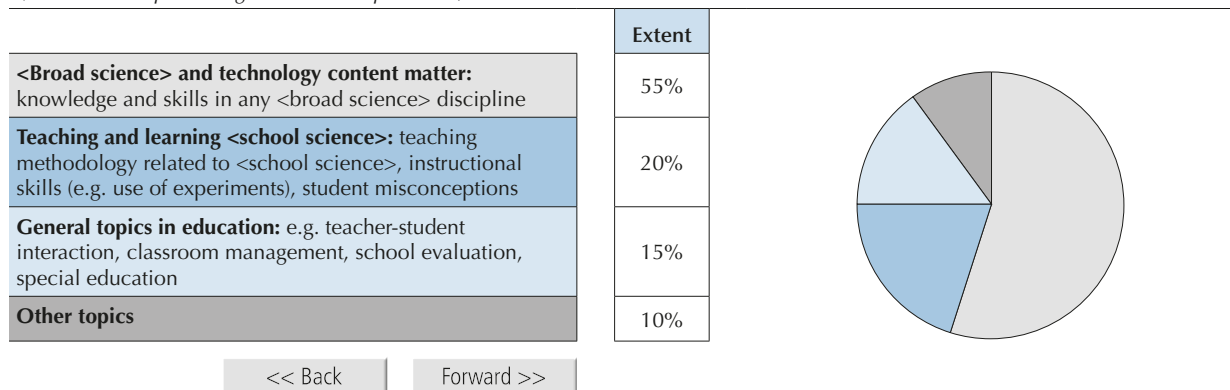 Extent
<Broad science> and technology content matter:
knowledge and skills in any <broad science> discipline
55%
Teaching and learning <school science>: teaching
methodology related to <school science>, instructional
skills (e.g. use of experiments), student misconceptions
20%
General topics in education: e.g. teacher-student
interaction, classroom management, school evaluation,
special education
15%
Other topics
10%
<< Back
Forward >>